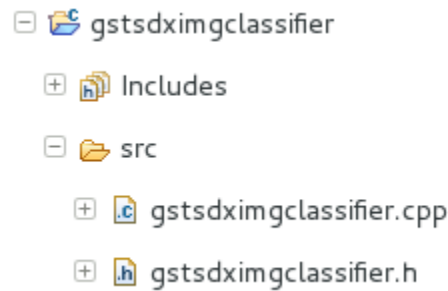 gstsdximgclassifier
Includes
src
gstsdximgclassifier.cpp
gstsdximgclassifier.h